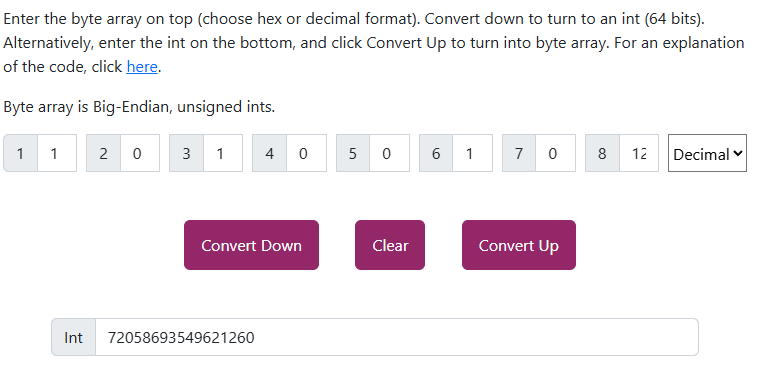 Enter the byte array on top (choose hex or decimal format). Convert down to turn to an int (64 bits).
Alternatively, enter the int on the bottom, and click Convert Up to turn into byte array. For an explanation
of the code, click here.
Byte array is Big-Endian, unsigned ints.
1 1 2 0 3 1 4 0 5 0 6 1 7 0 8 12 Decimal
Convert Down Clear Convert Up
Int 72058693549621260